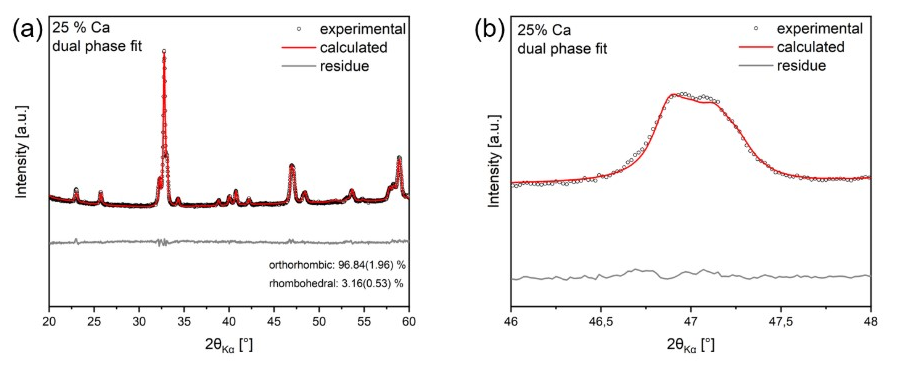 (a)
25 % Ca
dual phase fit
experimental
calculated
residue
Intensity [a.u.]
orthorhombic: 96.84(1.96) %
rhombohedral: 3.16(0.53) %
20 25 30 35 40 45 50 55 60
2θKα [°]
(b)
25% Ca
dual phase fit
experimental
calculated
residue
Intensity [a.u.]
46 46,5 47 47,5 48
2θKα [°]